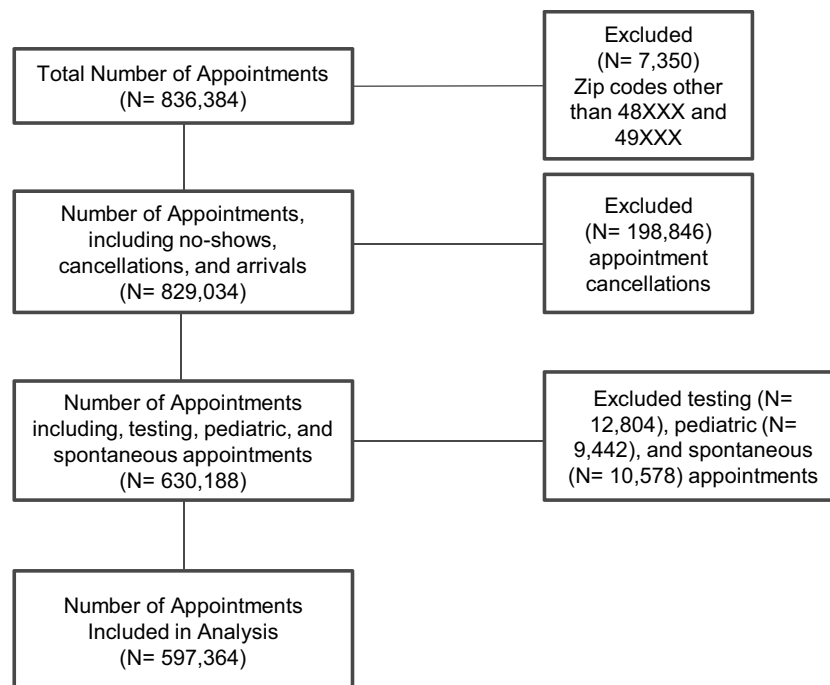 Total Number of Appointments
(N= 836,384)
Excluded
(N= 7,350)
Zip codes other
than 48XXX and
49XXX
Number of Appointments,
including no-shows,
cancellations, and arrivals
(N= 829,034)
Excluded
(N= 198,846)
appointment
cancellations
Number of Appointments
including, testing, pediatric, and
spontaneous appointments
(N= 630,188)
Excluded testing (N=
12,804), pediatric (N=
9,442), and spontaneous
(N= 10,578) appointments
Number of Appointments
Included in Analysis
(N= 597,364)